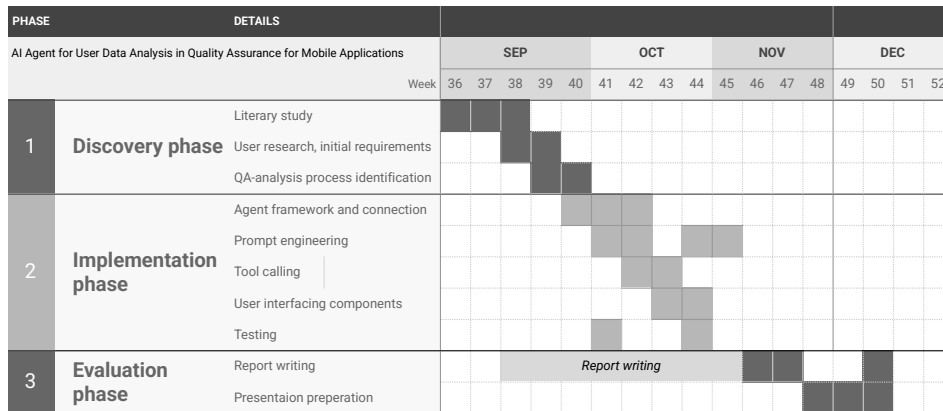 PHASE DETAILS
AI Agent for User Data Analysis in Quality Assurance for Mobile Applications SEP OCT NOV DEC
Week 36 37 38 39 40 41 42 43 44 45 46 47 48 49 50 51 52
1 Discovery phase
Literary study
User research, initial requirements
QA-analysis process identification
2 Implementation
phase
Agent framework and connection
Prompt engineering
Tool calling
User interfacing components
Testing
3 Evaluation
phase
Report writing Report writing
Presentaion preperation